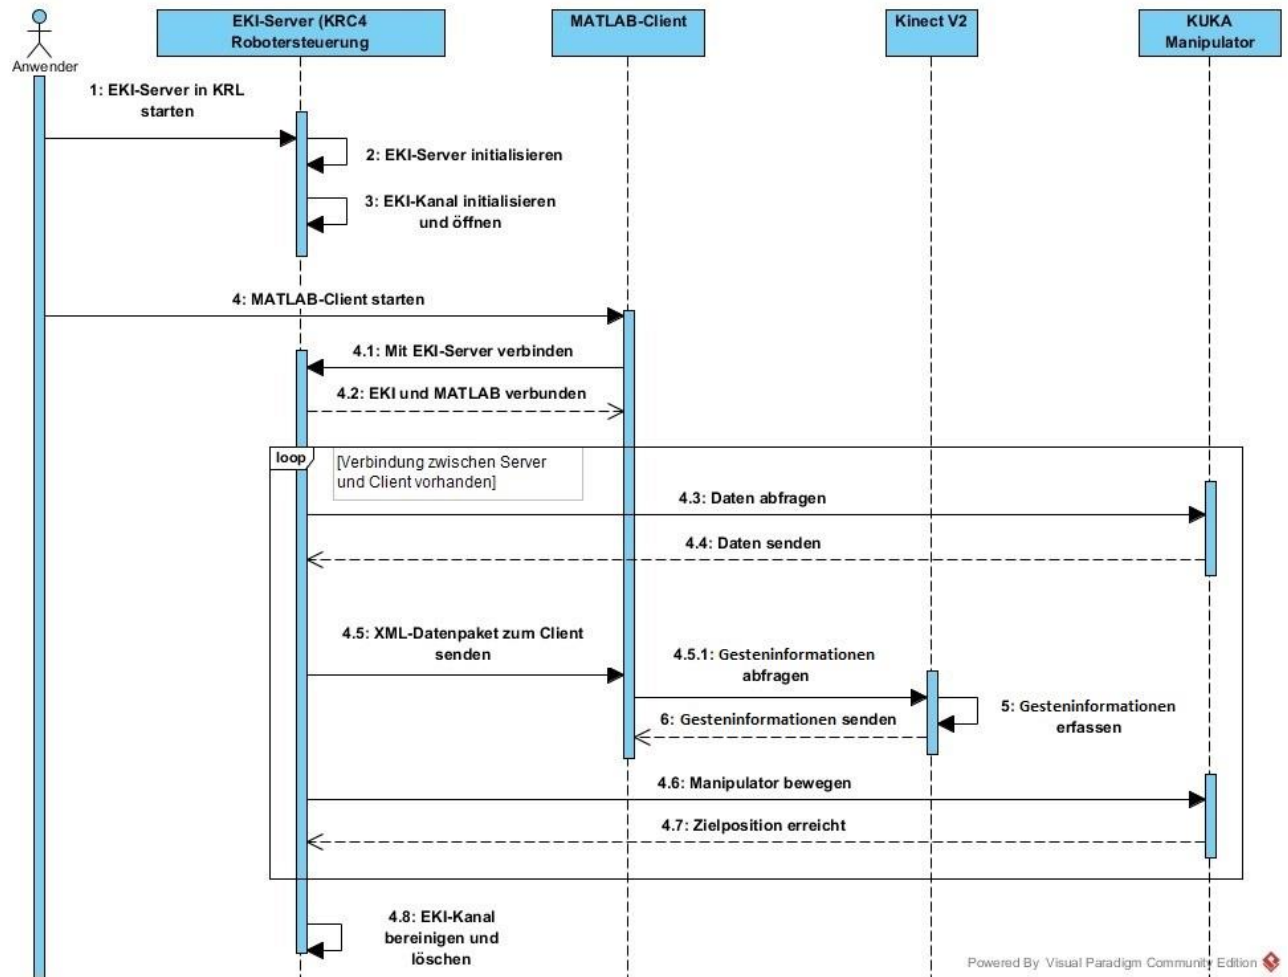 Anwender
EKI-Server (KRC4
Robotersteuerung
MATLAB-Client
Kinect V2
KUKA
Manipulator
1: EKI-Server in KRL
starten
2: EKI-Server initialisieren
3: EKI-Kanal initialisieren
und öffnen
4: MATLAB-Client starten
4.1: Mit EKI-Server verbinden
4.2: EKI und MATLAB verbunden
loop
[Verbindung zwischen Server
und Client vorhanden]
4.3: Daten abfragen
4.4: Daten senden
4.5: XML-Datenpaket zum Client
senden
4.5.1: Gesteninformationen
abfragen
5: Gesteninformationen
erfassen
6: Gesteninformationen senden
4.6: Manipulator bewegen
4.7: Zielposition erreicht
4.8: EKI-Kanal
bereinigen und
löschen
Powered By Visual Paradigm Community Edition